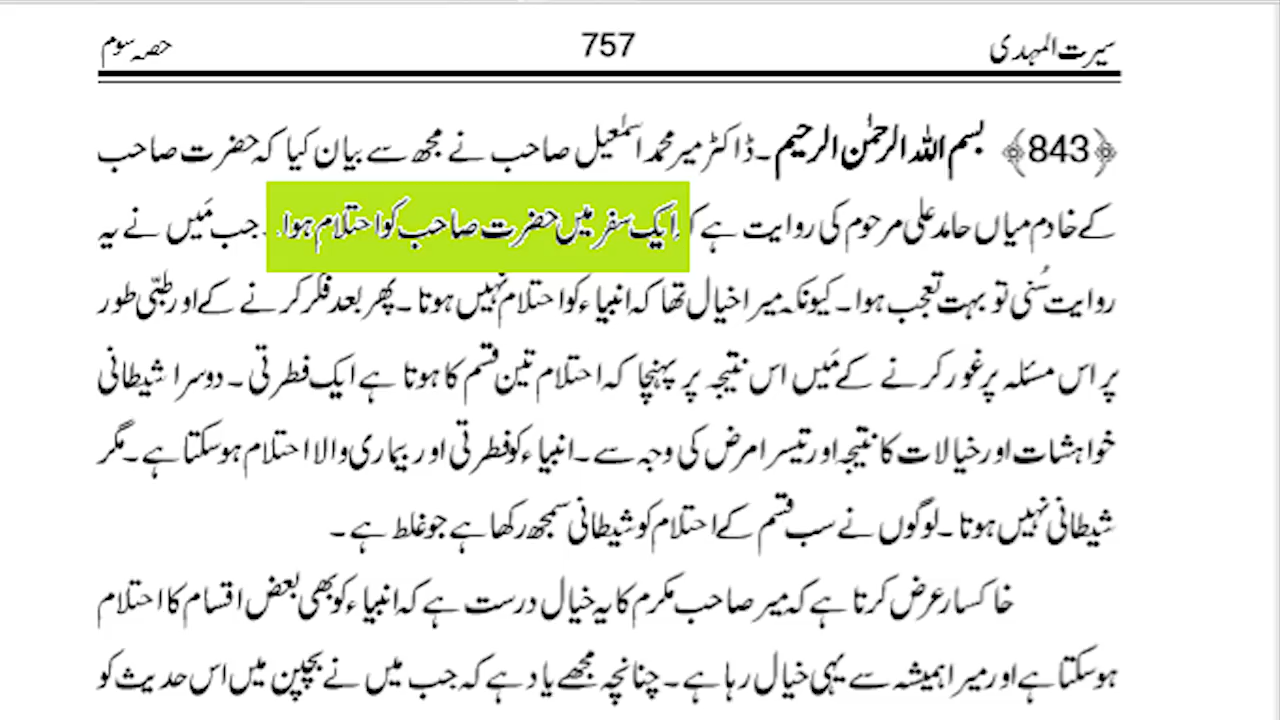 سیرت المہدی 757 حصہ سوم
﴿843﴾ بسم اللہ الرحمٰن الرحیم۔ ڈاکٹر میر محمد اسمٰعیل صاحب نے مجھ سے بیان کیا کہ حضرت صاحب
کے خادم میاں حامد علی مرحوم کی روایت ہے کہ ایک سفر میں حضرت صاحب کو احتلام ہوا۔ جب مَیں نے یہ
روایت سُنی تو بہت تعجب ہوا۔ کیونکہ میرا خیال تھا کہ انبیاء کو احتلام نہیں ہوتا۔ پھر بعد فکر کرنے کے اور طبّی طور
پر اس مسئلہ پر غور کرنے کے مَیں اس نتیجہ پر پہنچا کہ احتلام تین قسم کا ہوتا ہے ایک فطرتی۔ دوسرا شیطانی
خواہشات اور خیالات کا نتیجہ اور تیسرا مرض کی وجہ سے۔ انبیاء کو فطرتی اور بیماری والا احتلام ہوسکتا ہے۔ مگر
شیطانی نہیں ہوتا۔ لوگوں نے سب قسم کے احتلام کو شیطانی سمجھ رکھا ہے جو غلط ہے۔
خاکسار عرض کرتا ہے کہ میر صاحب مکرم کا یہ خیال درست ہے کہ انبیاء کو بھی بعض اقسام کا احتلام
ہوسکتا ہے اور میرا ہمیشہ سے یہی خیال رہا ہے۔ چنانچہ مجھے یاد ہے کہ جب میں نے بچپن میں اس حدیث کو